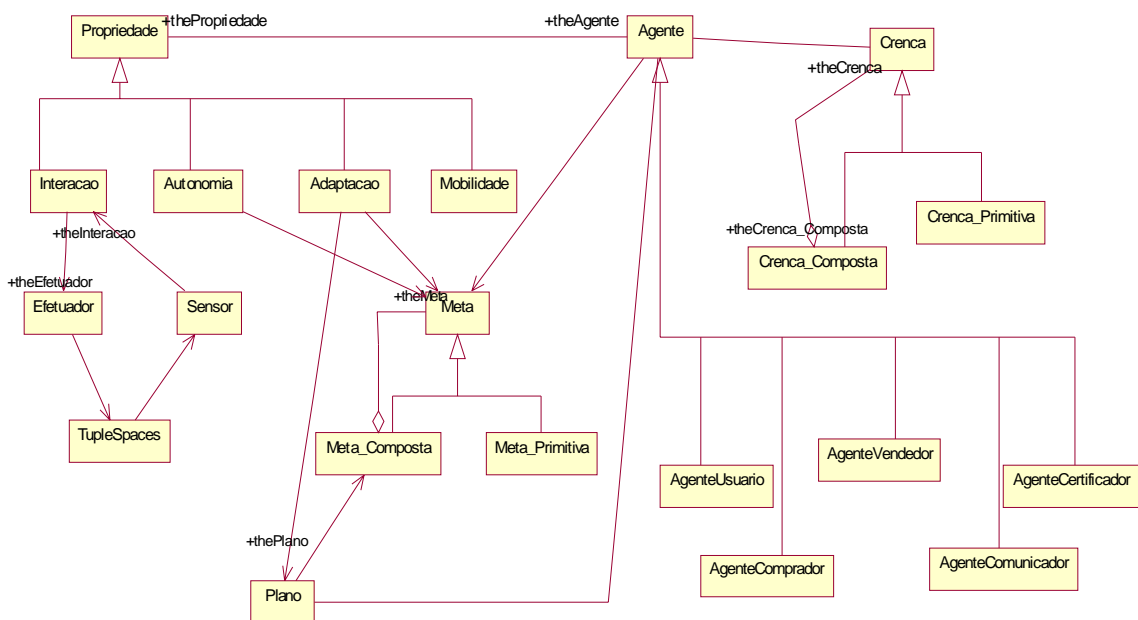 +thePropriedade
+theAgente
Propriedade
Agente
Crenca
+theCrenca
Interacao
Autonomia
Adaptacao
Mobilidade
Crenca_Primitiva
+theInteracao
+theCrenca_Composta
Crenca_Composta
+theEfetuador
+theMeta
Efetuador
Sensor
Meta
TupleSpaces
Meta_Composta
Meta_Primitiva
AgenteVendedor
AgenteUsuario
AgenteCertificador
+thePlano
AgenteComprador
AgenteComunicador
Plano